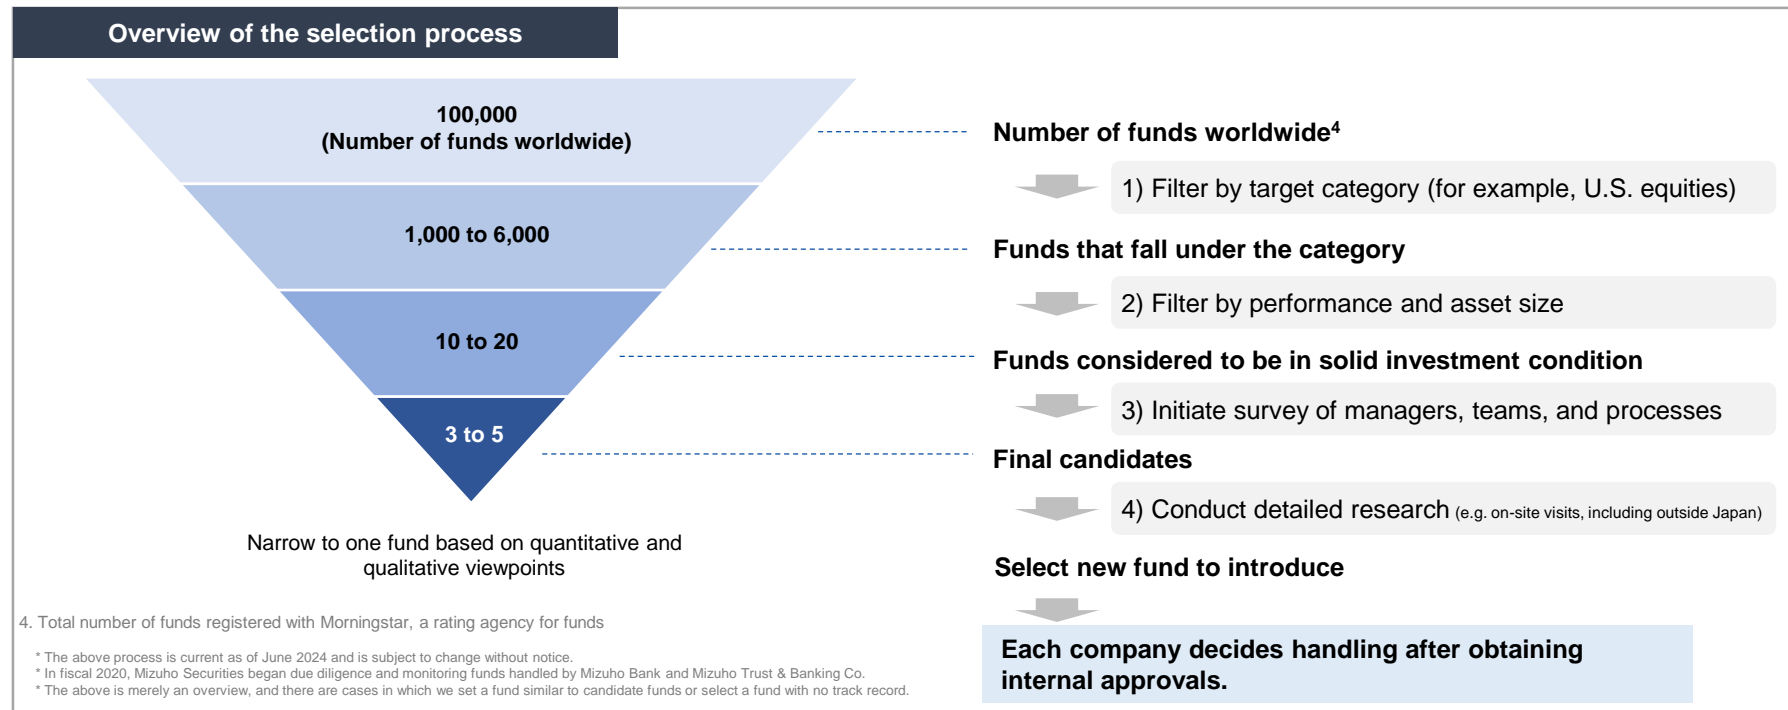 Overview of the selection process
100,000
(Number of funds worldwide)
1,000 to 6,000
10 to 20
3 to 5
Narrow to one fund based on quantitative and
qualitative viewpoints
Number of funds worldwide⁴
1) Filter by target category (for example, U.S. equities)
Funds that fall under the category
2) Filter by performance and asset size
Funds considered to be in solid investment condition
3) Initiate survey of managers, teams, and processes
Final candidates
4) Conduct detailed research (e.g. on-site visits, including outside Japan)
Select new fund to introduce
Each company decides handling after obtaining
internal approvals.
4. Total number of funds registered with Morningstar, a rating agency for funds
* The above process is current as of June 2024 and is subject to change without notice.
* In fiscal 2020, Mizuho Securities began due diligence and monitoring funds handled by Mizuho Bank and Mizuho Trust & Banking Co.
* The above is merely an overview, and there are cases in which we set a fund similar to candidate funds or select a fund with no track record.